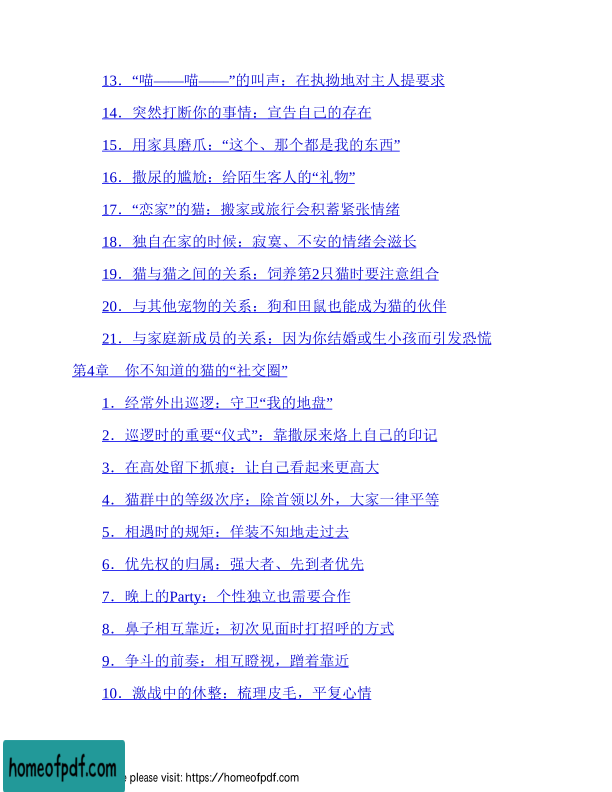 13．“喵——喵——”的叫声：在执拗地对主人提要求
14．突然打断你的事情：宣告自己的存在
15．用家具磨爪：“这个、那个都是我的东西”
16．撒尿的尴尬：给陌生客人的“礼物”
17．“恋家”的猫：搬家或旅行会积蓄紧张情绪
18．独自在家的时候：寂寞、不安的情绪会滋长
19．猫与猫之间的关系：饲养第2只猫时要注意组合
20．与其他宠物的关系：狗和田鼠也能成为猫的伙伴
21．与家庭新成员的关系：因为你结婚或生小孩而引发恐慌
第4章　你不知道的猫的“社交圈”
1．经常外出巡逻：守卫“我的地盘”
2．巡逻时的重要“仪式”：靠撒尿来烙上自己的印记
3．在高处留下抓痕：让自己看起来更高大
4．猫群中的等级次序：除首领以外，大家一律平等
5．相遇时的规矩：佯装不知地走过去
6．优先权的归属：强大者、先到者优先
7．晚上的Party：个性独立也需要合作
8．鼻子相互靠近：初次见面时打招呼的方式
9．争斗的前奏：相互瞪视，蹭着靠近
10．激战中的休整：梳理皮毛，平复心情
homeofpdf.com
e please visit: https://homeofpdf.com